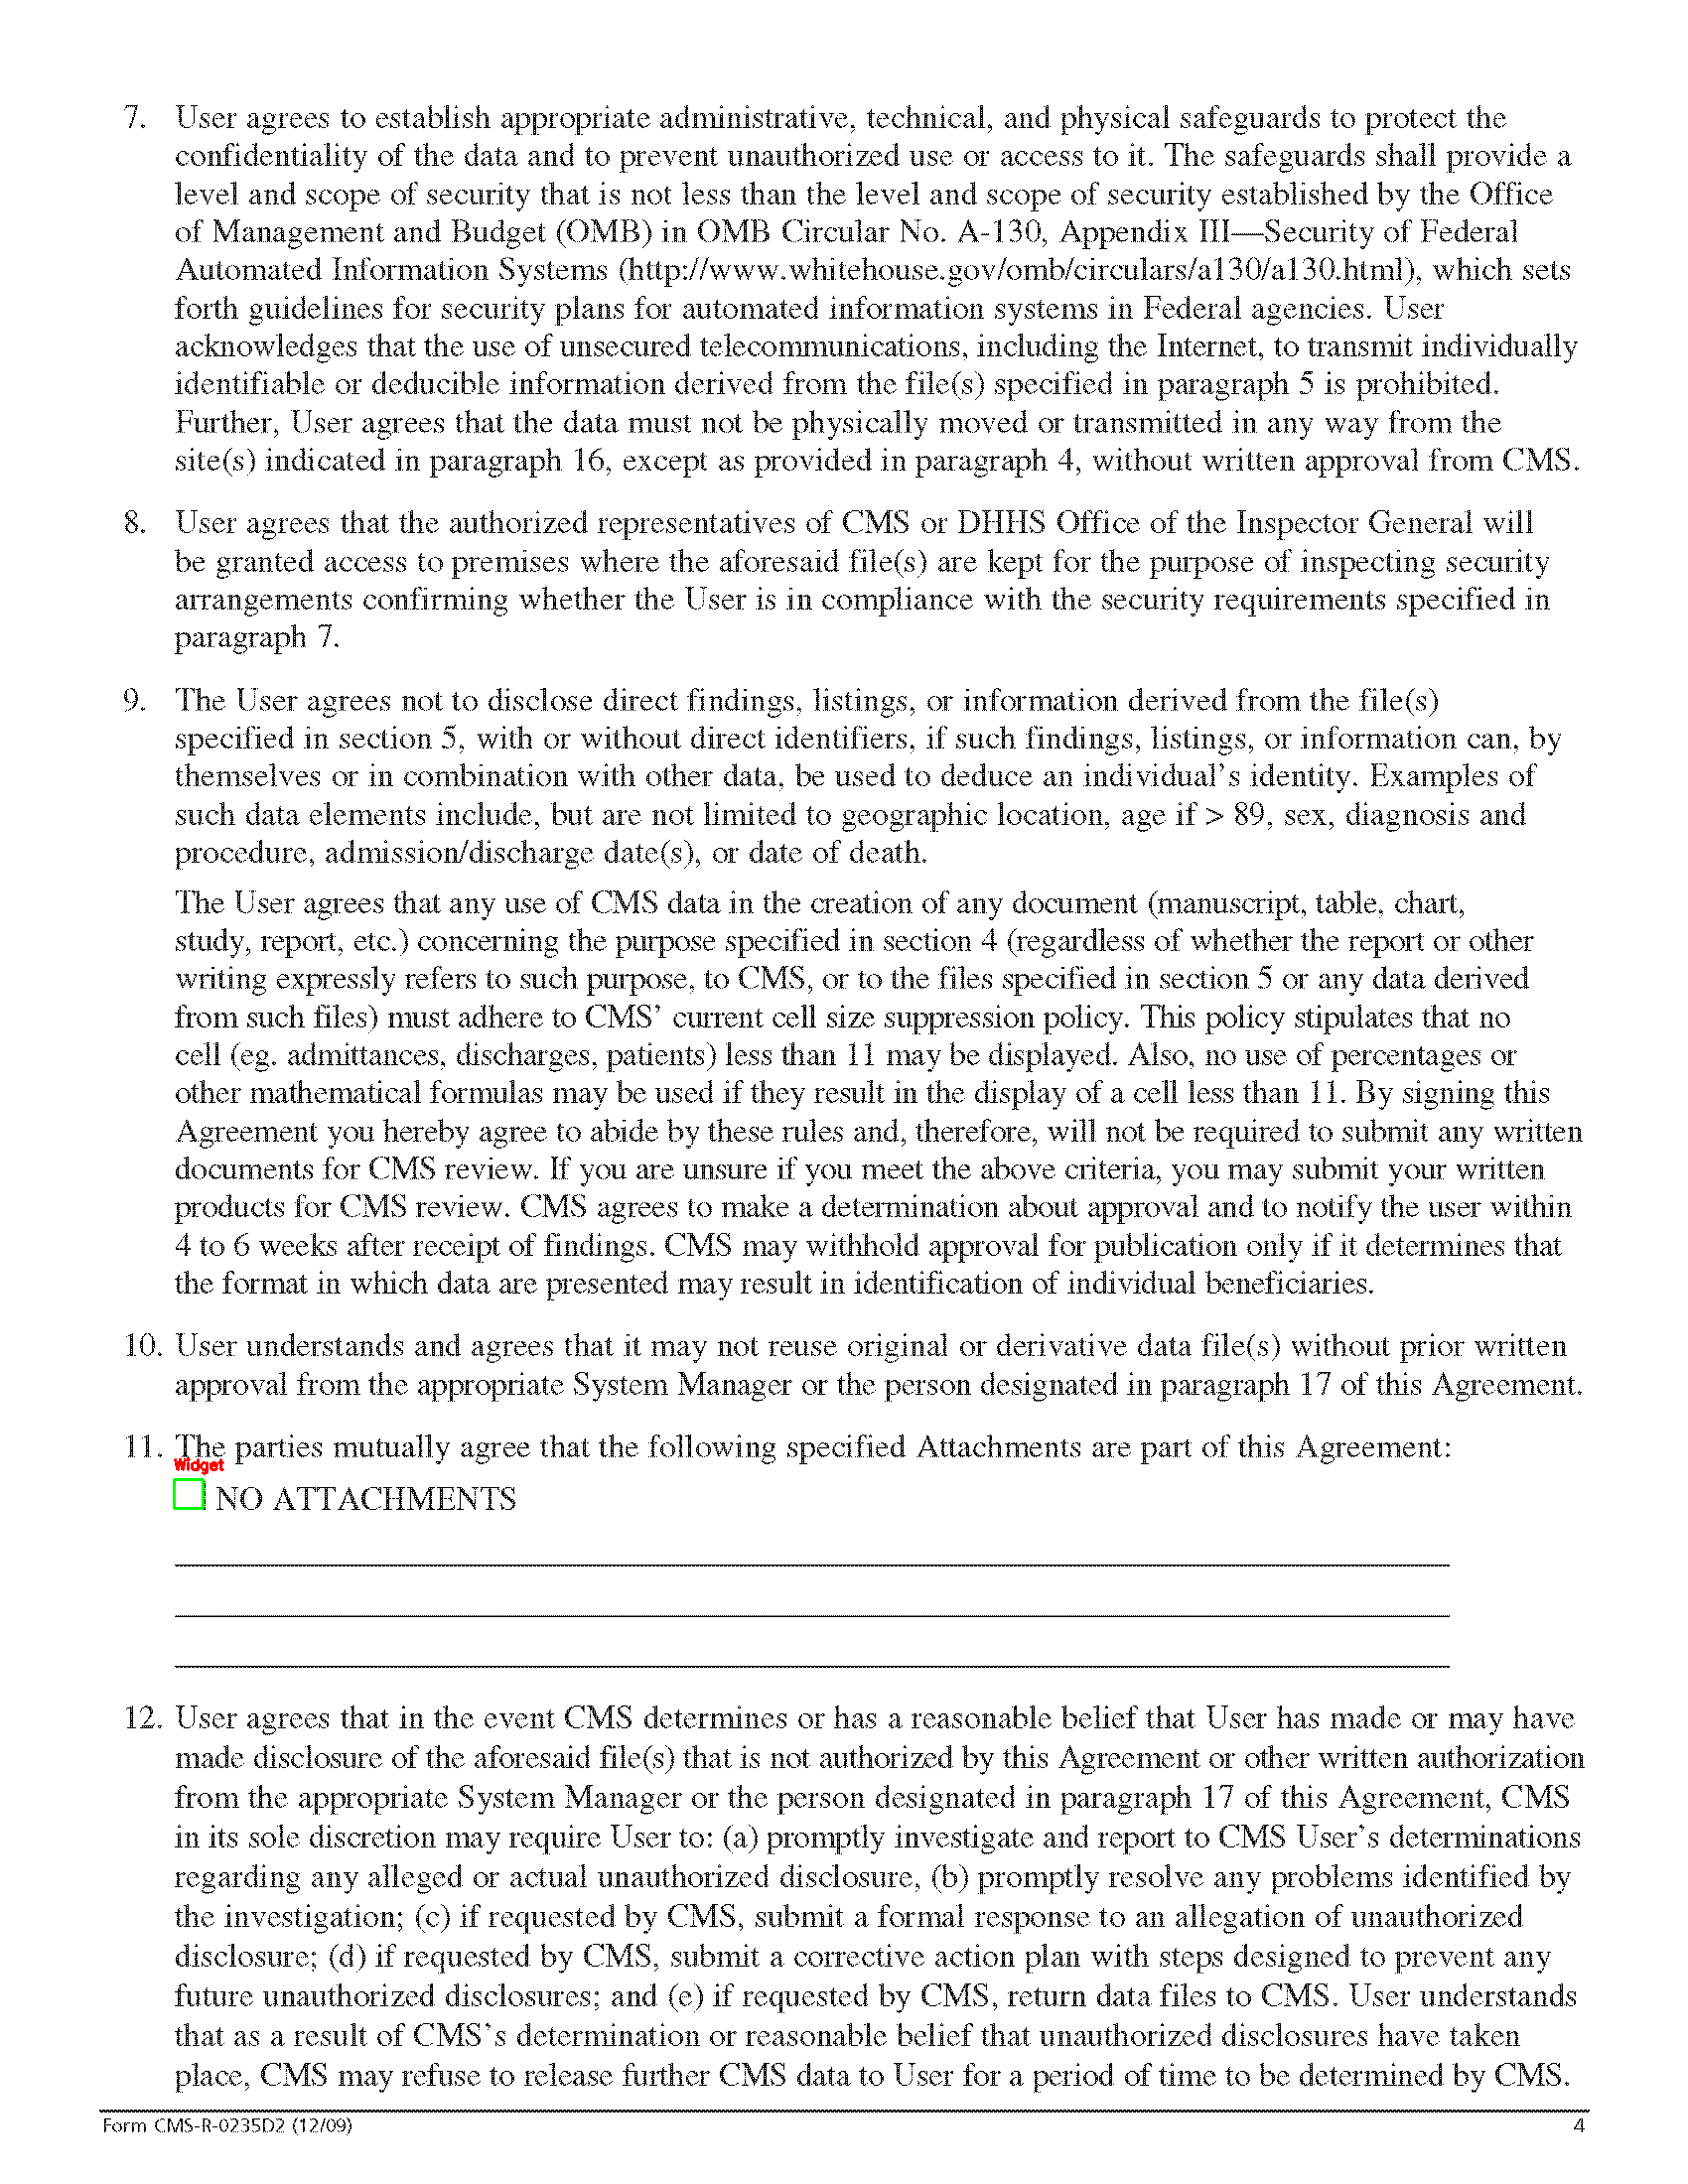 7. User agrees to establish appropriate administrative, technical, and physical safeguards to protect the
confidentiality of the data and to prevent unauthorized use or access to it. The safeguards shall provide a
level and scope of security that is not less than the level and scope of security established by the Office
of Management and Budget (OMB) in OMB Circular No. A-130, Appendix III—Security of Federal
Automated Information Systems (http://www.whitehouse.gov/omb/circulars/a130/a130.html), which sets
forth guidelines for security plans for automated information systems in Federal agencies. User
acknowledges that the use of unsecured telecommunications, including the Internet, to transmit individually
identifiable or deducible information derived from the file(s) specified in paragraph 5 is prohibited.
Further, User agrees that the data must not be physically moved or transmitted in any way from the
site(s) indicated in paragraph 16, except as provided in paragraph 4, without written approval from CMS.
8. User agrees that the authorized representatives of CMS or DHHS Office of the Inspector General will
be granted access to premises where the aforesaid file(s) are kept for the purpose of inspecting security
arrangements confirming whether the User is in compliance with the security requirements specified in
paragraph 7.
9. The User agrees not to disclose direct findings, listings, or information derived from the file(s)
specified in section 5, with or without direct identifiers, if such findings, listings, or information can, by
themselves or in combination with other data, be used to deduce an individual's identity. Examples of
such data elements include, but are not limited to geographic location, age if > 89, sex, diagnosis and
procedure, admission/discharge date(s), or date of death.
The User agrees that any use of CMS data in the creation of any document (manuscript, table, chart,
study, report, etc.) concerning the purpose specified in section 4 (regardless of whether the report or other
writing expressly refers to such purpose, to CMS, or to the files specified in section 5 or any data derived
from such files) must adhere to CMS' current cell size suppression policy. This policy stipulates that no
cell (eg. admittances, discharges, patients) less than 11 may be displayed. Also, no use of percentages or
other mathematical formulas may be used if they result in the display of a cell less than 11. By signing this
Agreement you hereby agree to abide by these rules and, therefore, will not be required to submit any written
documents for CMS review. If you are unsure if you meet the above criteria, you may submit your written
products for CMS review. CMS agrees to make a determination about approval and to notify the user within
4 to 6 weeks after receipt of findings. CMS may withhold approval for publication only if it determines that
the format in which data are presented may result in identification of individual beneficiaries.
10. User understands and agrees that it may not reuse original or derivative data file(s) without prior written
approval from the appropriate System Manager or the person designated in paragraph 17 of this Agreement.
11. The parties mutually agree that the following specified Attachments are part of this Agreement:
Widget
NO ATTACHMENTS
12. User agrees that in the event CMS determines or has a reasonable belief that User has made or may have
made disclosure of the aforesaid file(s) that is not authorized by this Agreement or other written authorization
from the appropriate System Manager or the person designated in paragraph 17 of this Agreement, CMS
in its sole discretion may require User to: (a) promptly investigate and report to CMS User's determinations
regarding any alleged or actual unauthorized disclosure, (b) promptly resolve any problems identified by
the investigation; (c) if requested by CMS, submit a formal response to an allegation of unauthorized
disclosure; (d) if requested by CMS, submit a corrective action plan with steps designed to prevent any
future unauthorized disclosures; and (e) if requested by CMS, return data files to CMS. User understands
that as a result of CMS's determination or reasonable belief that unauthorized disclosures have taken
place, CMS may refuse to release further CMS data to User for a period of time to be determined by CMS.
Form CMS-R-0235D2 (12/09) 4